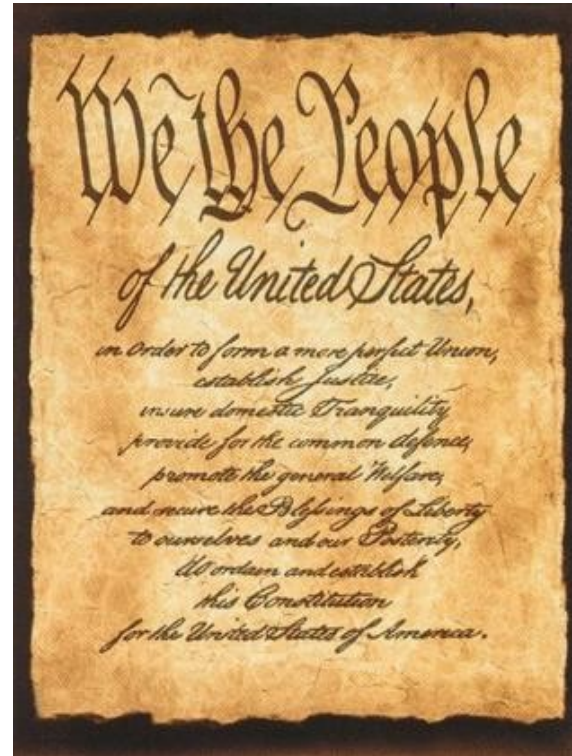 We the People
of the United States,
in Order to form a more perfect Union,
establish Justice,
insure domestic Tranquility
provide for the common defence,
promote the general Welfare,
and secure the Blessings of Liberty
to ourselves and our Posterity,
do ordain and establish
this Constitution
for the United States of America.